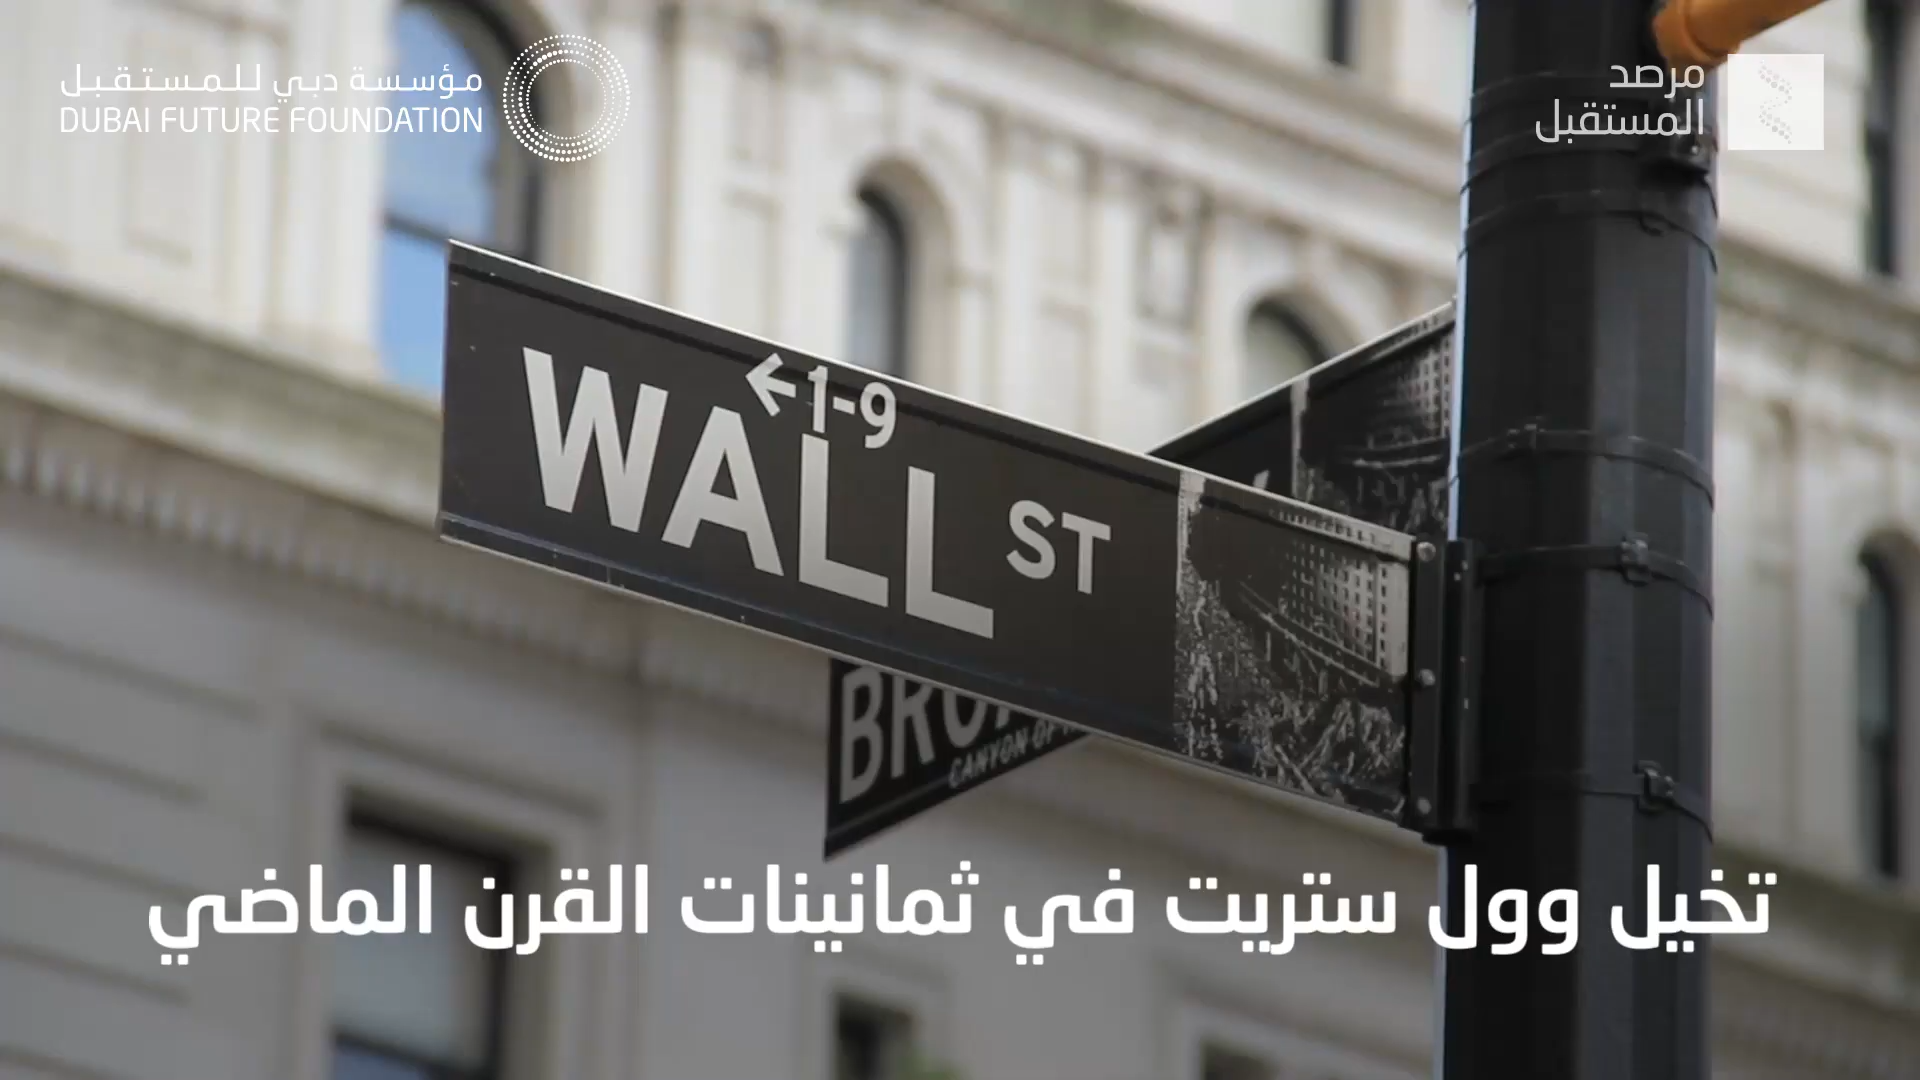 مؤسسة دبي للمستقبل
DUBAI FUTURE FOUNDATION
مرصد
المستقبل
←1-9
WALL ST
CANYON OF
تخيل وول ستريت في ثمانينات القرن الماضي